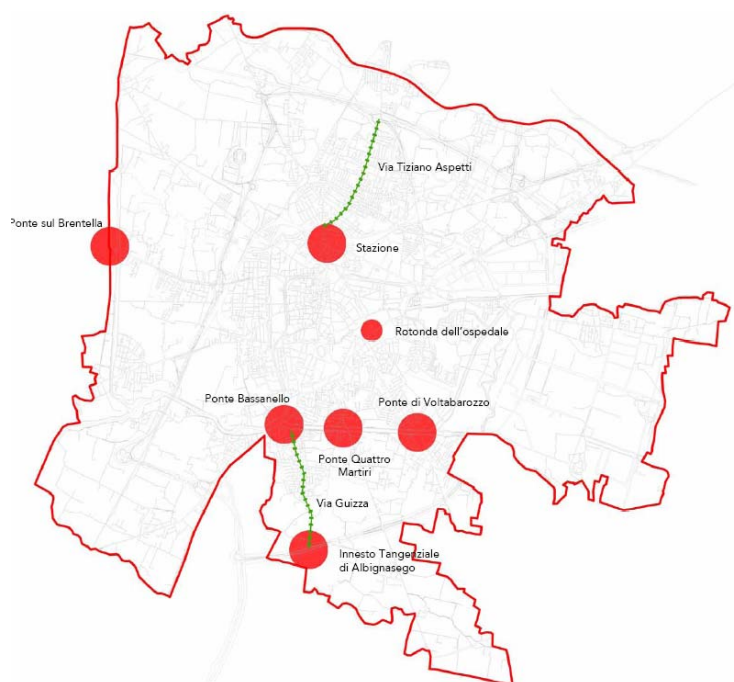 Via Tiziano Aspetti
Ponte sul Brentella
Stazione
Rotonda dell'ospedale
Ponte Bassanello
Ponte di Voltabarozzo
Ponte Quattro
Martiri
Via Guizza
Innesto Tangenziale
di Albignasego